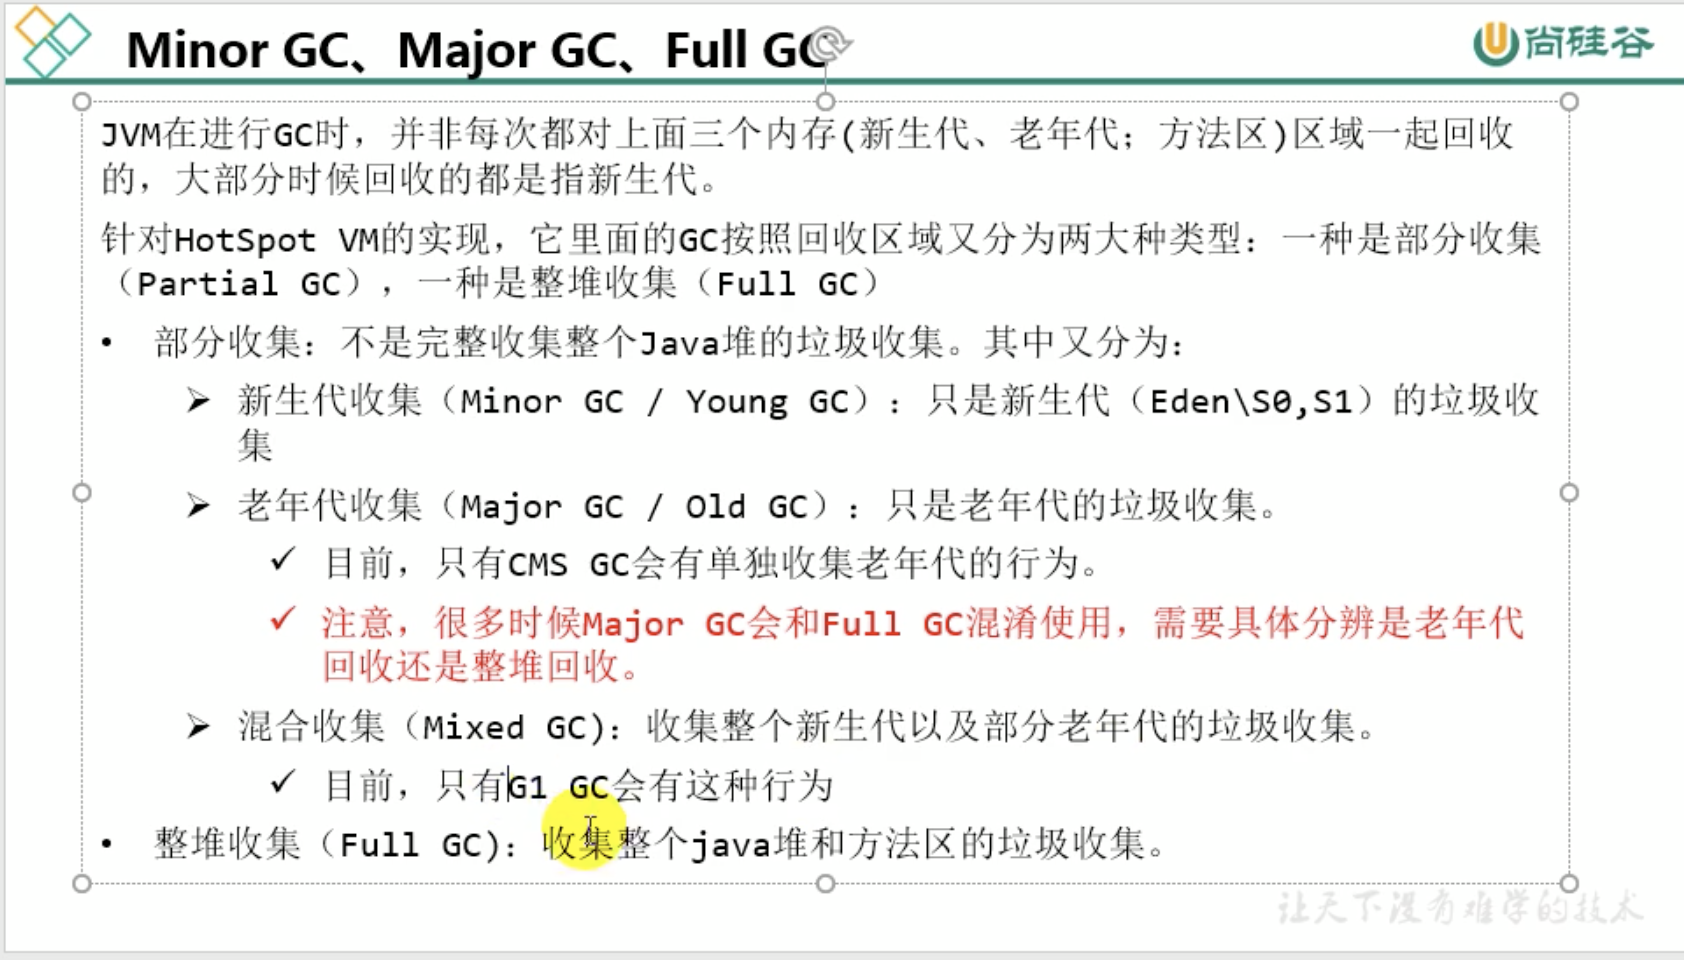 Minor GC、Major GC、Full GC
尚硅谷
JVM在进行GC时，并非每次都对上面三个内存(新生代、老年代；方法区)区域一起回收
的，大部分时候回收的都是指新生代。
针对HotSpot VM的实现，它里面的GC按照回收区域又分为两大种类型：一种是部分收集
（Partial GC），一种是整堆收集（Full GC）
• 部分收集：不是完整收集整个Java堆的垃圾收集。其中又分为：
➢ 新生代收集（Minor GC / Young GC）：只是新生代（Eden\S0,S1）的垃圾收
集
➢ 老年代收集（Major GC / Old GC）：只是老年代的垃圾收集。
✓ 目前，只有CMS GC会有单独收集老年代的行为。
✓ 注意，很多时候Major GC会和Full GC混淆使用，需要具体分辨是老年代
回收还是整堆回收。
➢ 混合收集（Mixed GC)：收集整个新生代以及部分老年代的垃圾收集。
✓ 目前，只有G1 GC会有这种行为
• 整堆收集（Full GC)：收集整个java堆和方法区的垃圾收集。
让天下没有难学的技术